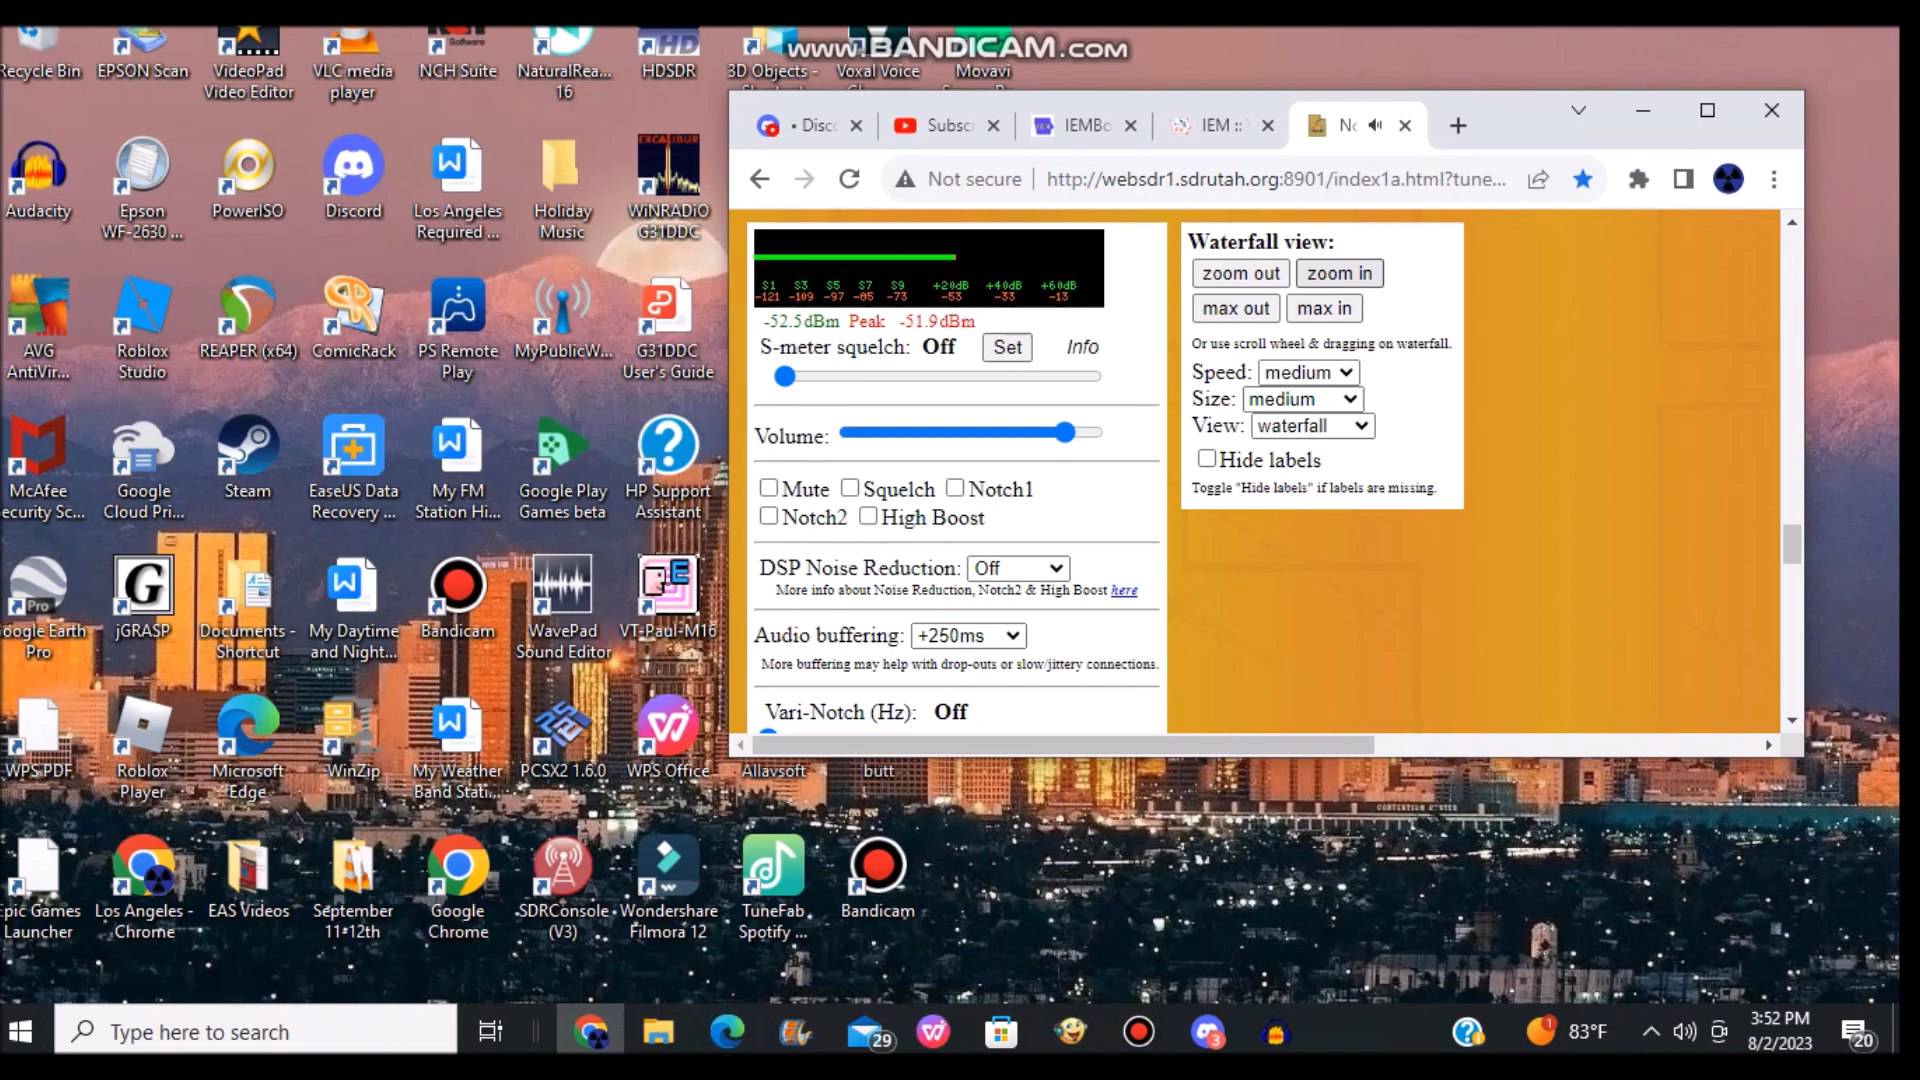 www.BANDICAM.com
Recycle Bin
EPSON Scan
VideoPad
Video Editor
VLC media
player
NCH Suite
NaturalRea...
16
HDSDR
3D Objects -
Voxal Voice
Movavi
Audacity
Epson
WF-2630 ...
PowerISO
Discord
Los Angeles
Required ...
Holiday
Music
EXCALIBUR
WiNRADiO
G31DDC
AVG
AntiVir...
Roblox
Studio
REAPER (x64)
ComicRack
PS Remote
Play
MyPublicW...
G31DDC
User's Guide
McAfee
Security Sc...
Google
Cloud Pri...
Steam
EaseUS Data
Recovery ...
My FM
Station Hi...
Google Play
Games beta
HP Support
Assistant
Pro
Google Earth
Pro
jGRASP
Documents -
Shortcut
My Daytime
and Night...
Bandicam
WavePad
Sound Editor
VT-Paul-M16
WPS PDF
Roblox
Player
Microsoft
Edge
WinZip
My Weather
Band Stati...
PCSX2 1.6.0
WPS Office
Allavsoft
butt
CONVENTION CENTER
Epic Games
Launcher
Los Angeles -
Chrome
EAS Videos
September
11-12th
Google
Chrome
SDRConsole
(V3)
Wondershare
Filmora 12
TuneFab
Spotify ...
Bandicam
• Disc
Subsc
IEMBo
IEM ::
No
Not secure
http://websdr1.sdrutah.org:8901/index1a.html?tune...
S1 S3 S5 S7 S9 +20dB +40dB +60dB
-121 -109 -97 -85 -73 -53 -33 -13
-52.5dBm Peak -51.9dBm
S-meter squelch: Off Set Info
Volume:
Mute Squelch Notch1
Notch2 High Boost
DSP Noise Reduction: Off
More info about Noise Reduction, Notch2 & High Boost here
Audio buffering: +250ms
More buffering may help with drop-outs or slow/jittery connections.
Vari-Notch (Hz): Off
Waterfall view:
zoom out zoom in
max out max in
Or use scroll wheel & dragging on waterfall.
Speed: medium
Size: medium
View: waterfall
Hide labels
Toggle "Hide labels" if labels are missing.
Type here to search
29
3
1
83°F
3:52 PM
8/2/2023
20